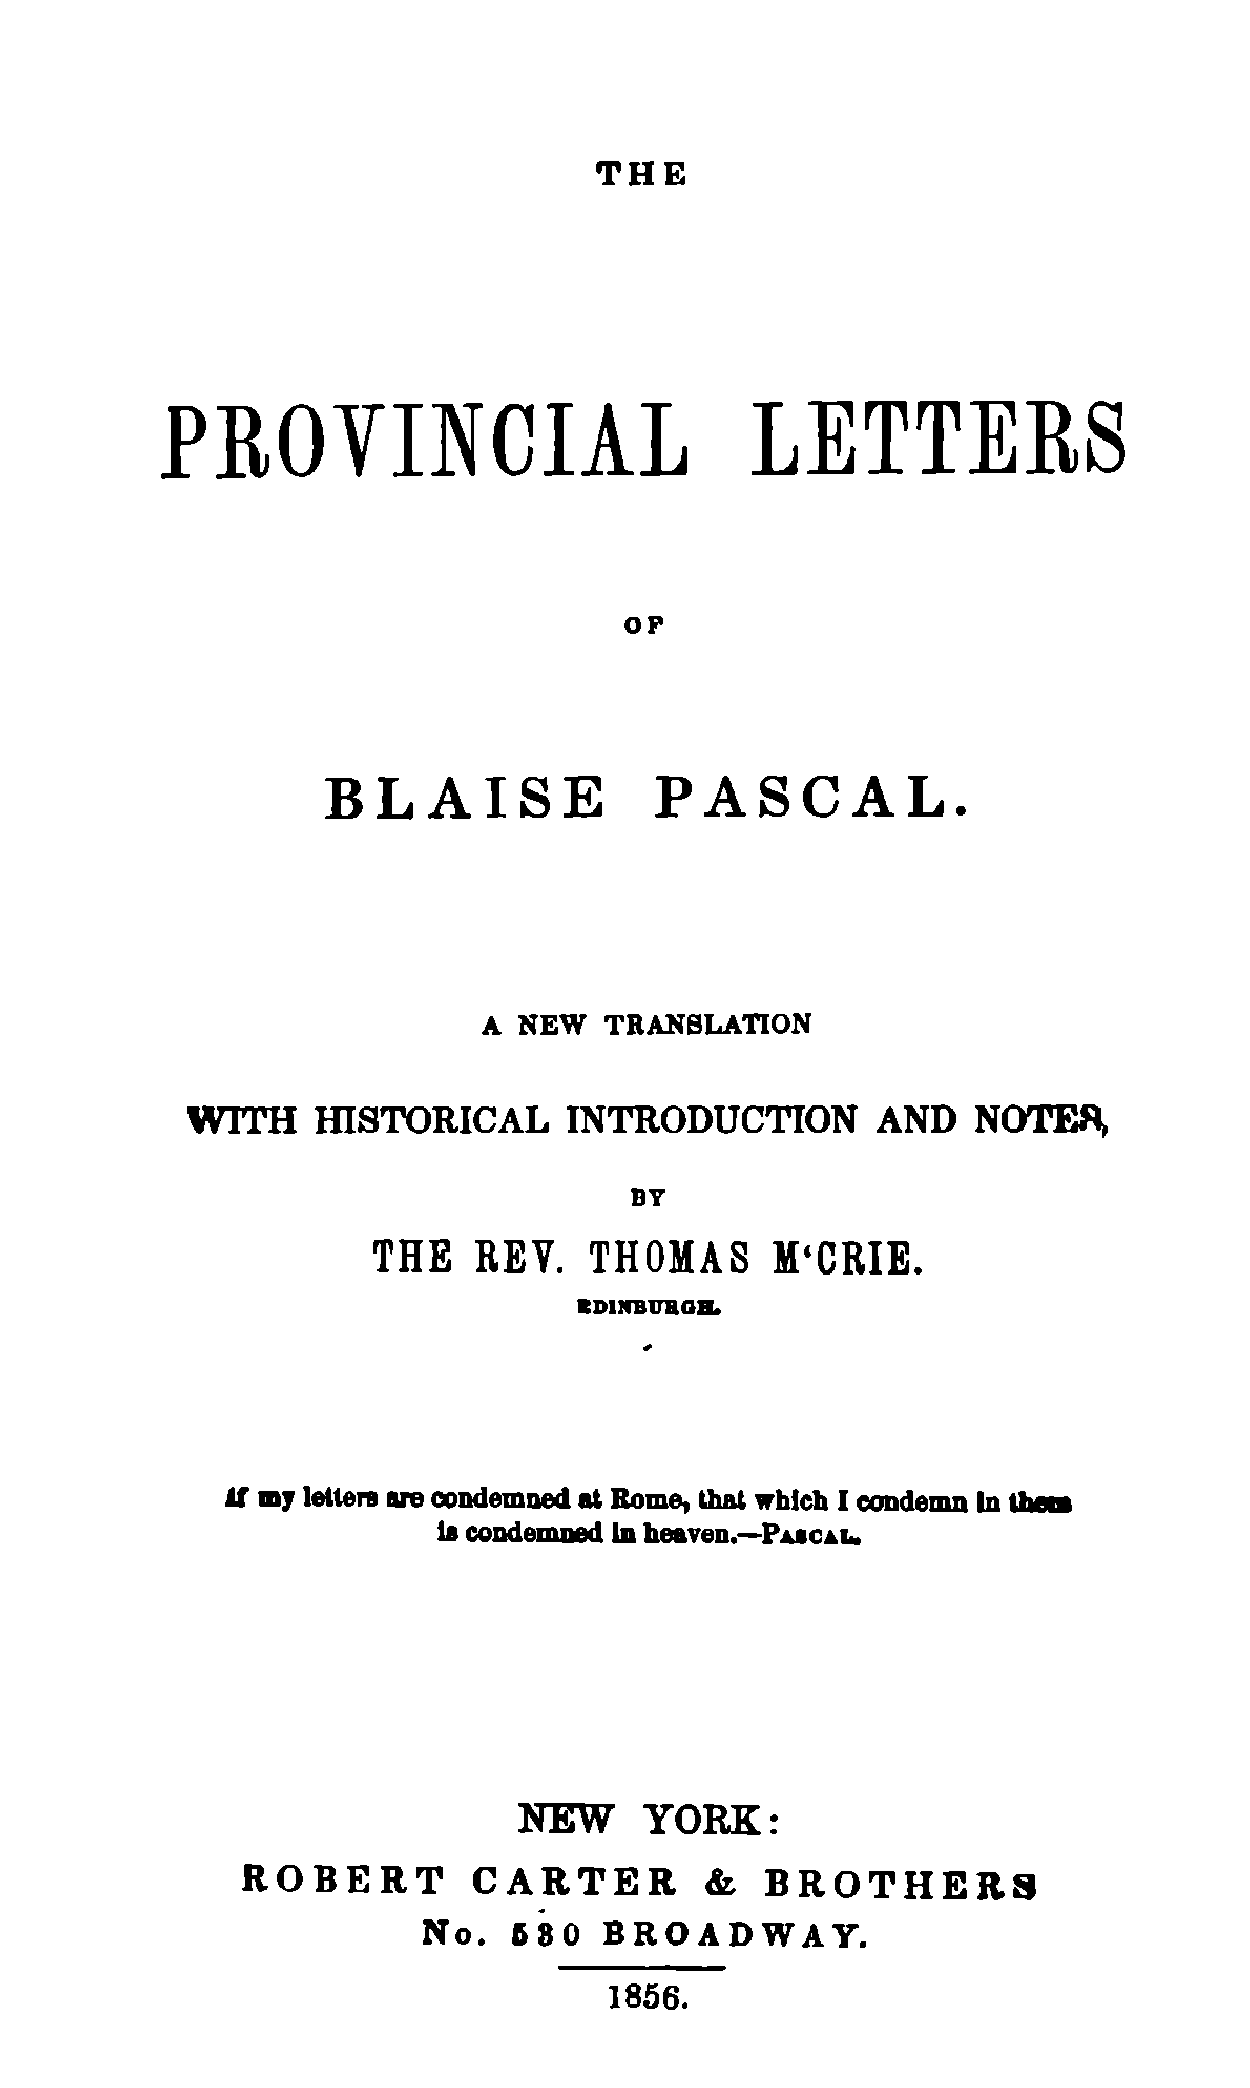 THE
PROVINCIAL LETTERS
OF
BLAISE PASCAL.
A NEW TRANSLATION
WITH HISTORICAL INTRODUCTION AND NOTES,
BY
THE REV. THOMAS M‘CRIE.
EDINBURGH.
If my letters are condemned at Rome, that which I condemn in them
is condemned in heaven.—PASCAL.
NEW YORK:
ROBERT CARTER & BROTHERS
No. 530 BROADWAY.
1856.